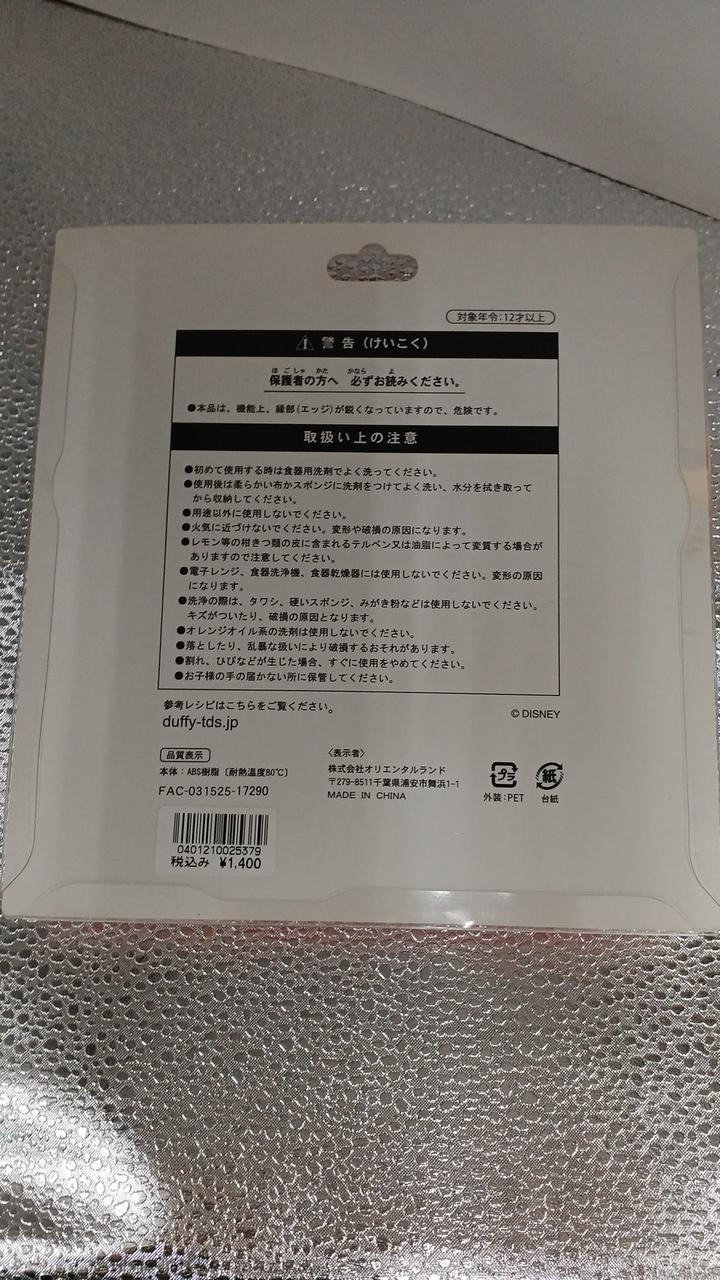 対象年令:12才以上
⚠ 警告(けいこく)
ほごしゃ かた かなら よ
保護者の方へ 必ずお読みください。
●本品は、機能上、縁部(エッジ)が鋭くなっていますので、危険です。
取扱い上の注意
●初めて使用する時は食器用洗剤でよく洗ってください。
●使用後は柔らかい布かスポンジに洗剤をつけてよく洗い、水分を拭き取って
から収納してください。
●用途以外に使用しないでください。
●火気に近づけないでください。変形や破損の原因になります。
●レモン等の柑きつ類の皮に含まれるテルペン又は油脂によって変質する場合が
ありますので注意してください。
●電子レンジ、食器洗浄機、食器乾燥器には使用しないでください。変形の原因
になります。
●洗浄の際は、タワシ、硬いスポンジ、みがき粉などは使用しないでください。
キズがついたり、破損の原因となります。
●オレンジオイル系の洗剤は使用しないでください。
●落としたり、乱暴な扱いにより破損するおそれがあります。
●割れ、ひびなどが生じた場合、すぐに使用をやめてください。
●お子様の手の届かない所に保管してください。
参考レシピはこちらをご覧ください。
duffy-tds.jp
© DISNEY
品質表示
本体:ABS樹脂〔耐熱温度80℃〕
FAC-031525-17290
〈表示者〉
株式会社オリエンタルランド
〒279-8511千葉県浦安市舞浜1-1
MADE IN CHINA
プラ
外装:PET
紙
台紙
0401210025379
税込み ¥1,400